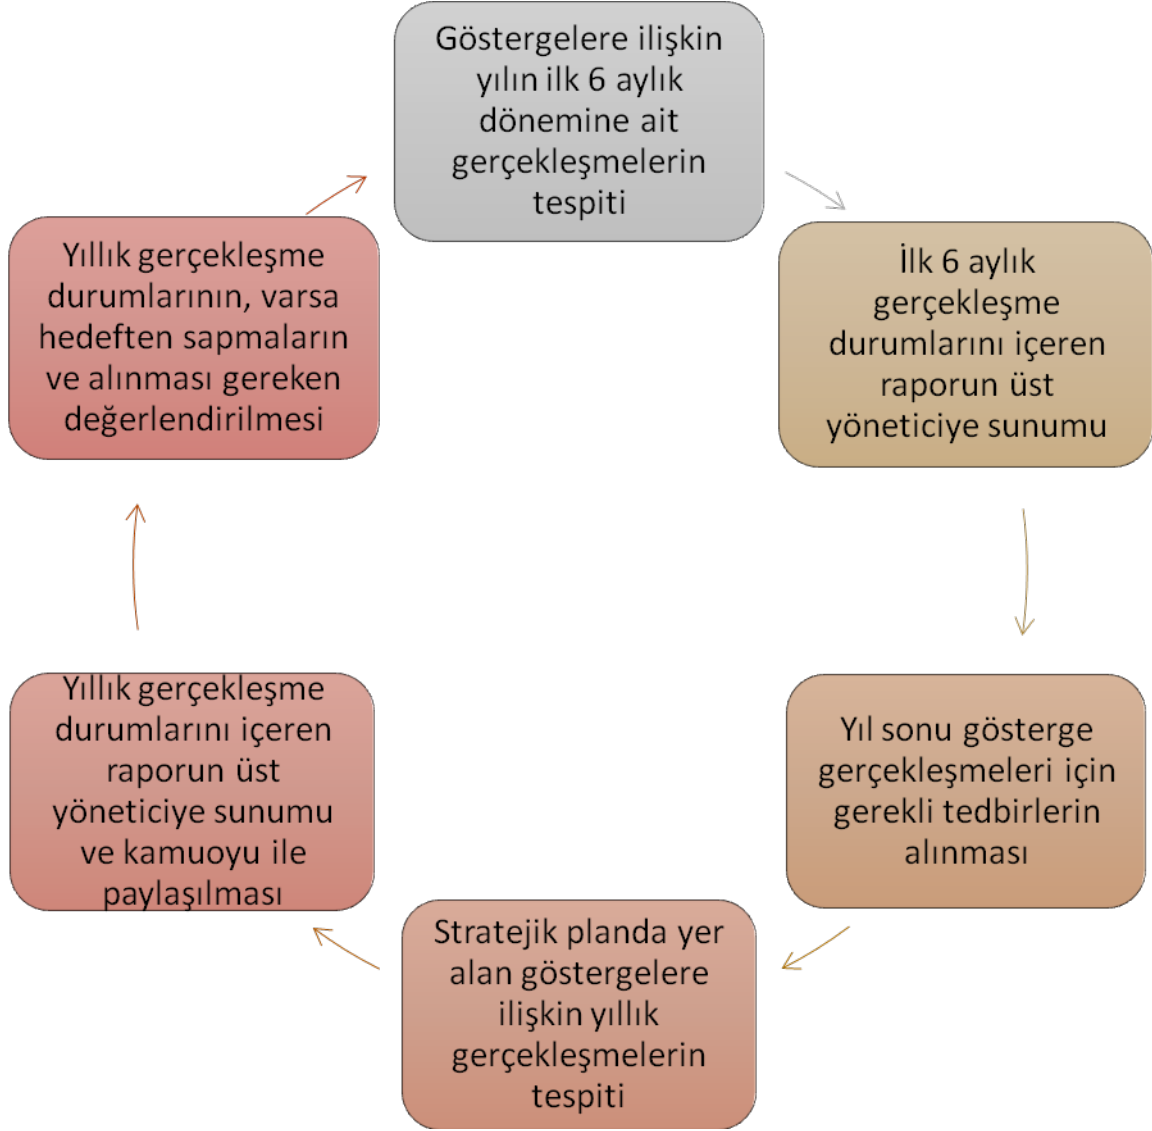 Göstergelere ilişkin
yılın ilk 6 aylık
dönemine ait
gerçekleşmelerin
tespiti
İlk 6 aylık
gerçekleşme
durumlarını içeren
raporun üst
yöneticiye sunumu
Yıl sonu gösterge
gerçekleşmeleri için
gerekli tedbirlerin
alınması
Stratejik planda yer
alan göstergelere
ilişkin yıllık
gerçekleşmelerin
tespiti
Yıllık gerçekleşme
durumlarını içeren
raporun üst
yöneticiye sunumu
ve kamuoyu ile
paylaşılması
Yıllık gerçekleşme
durumlarının, varsa
hedeften sapmaların
ve alınması gereken
değerlendirilmesi